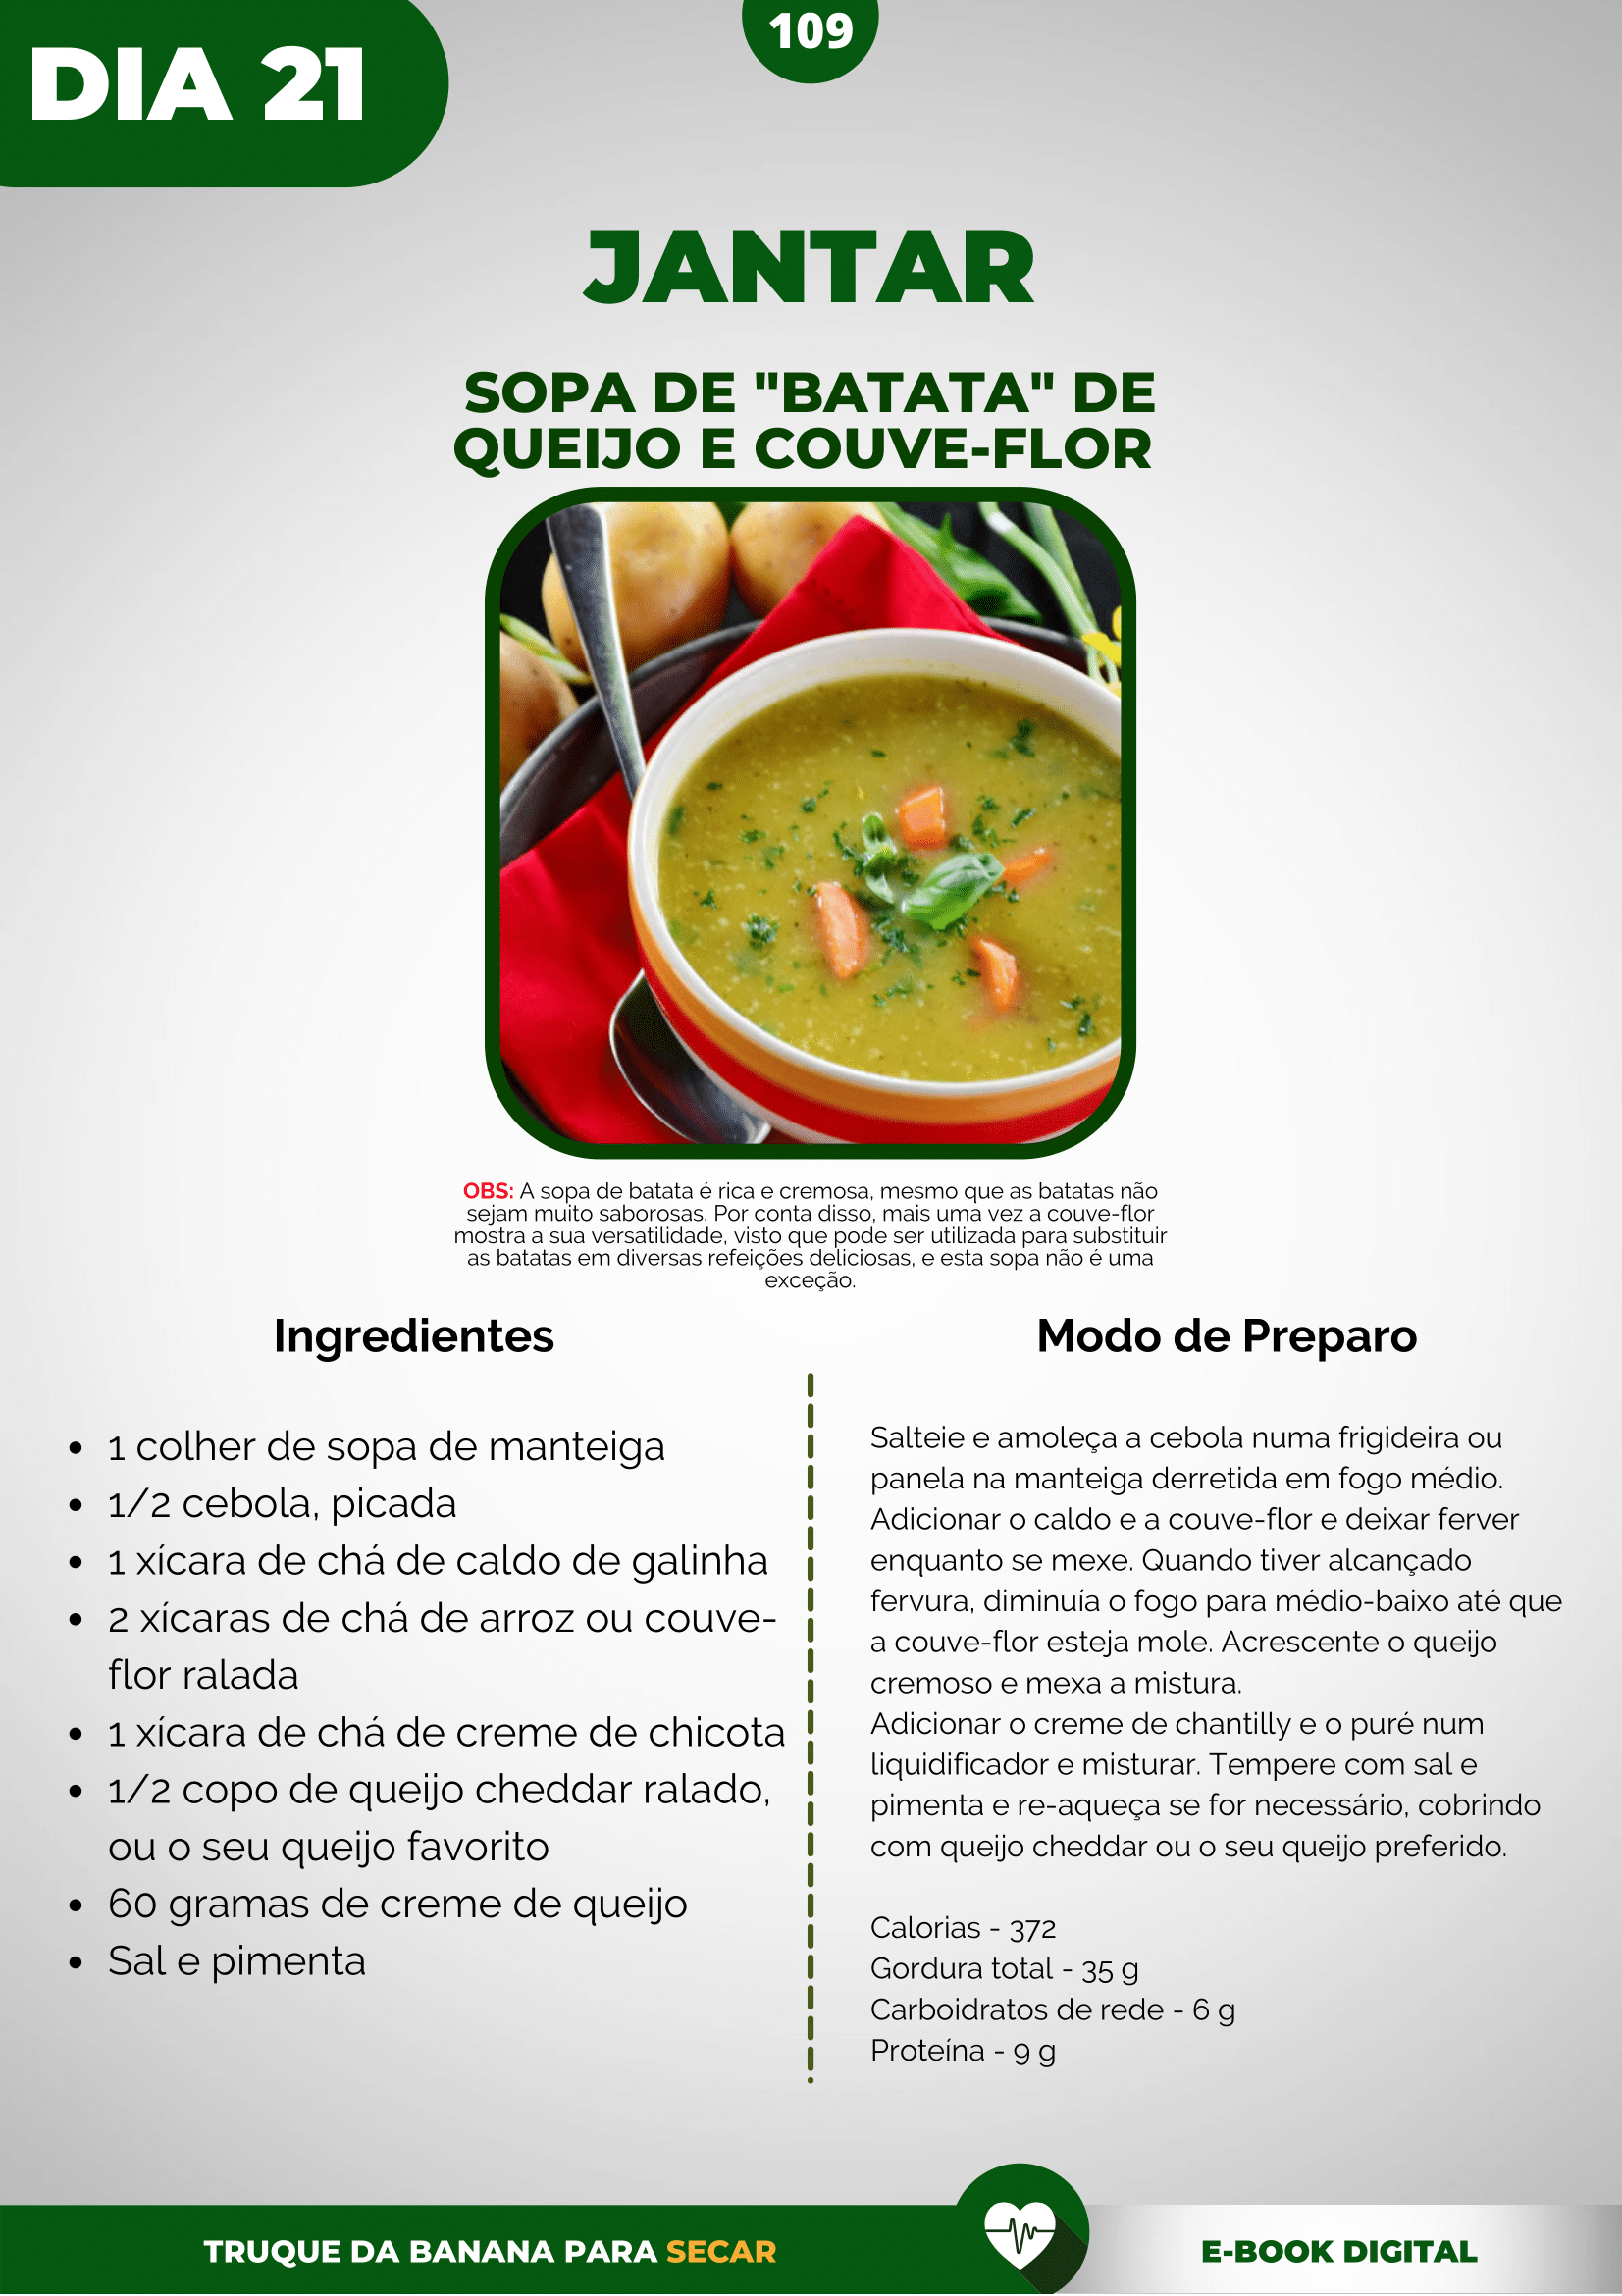 DIA 21
109
JANTAR
SOPA DE "BATATA" DE
QUEIJO E COUVE-FLOR
OBS: A sopa de batata é rica e cremosa, mesmo que as batatas não
sejam muito saborosas. Por conta disso, mais uma vez a couve-flor
mostra a sua versatilidade, visto que pode ser utilizada para substituir
as batatas em diversas refeições deliciosas, e esta sopa não é uma
exceção.
Ingredientes
• 1 colher de sopa de manteiga
• 1/2 cebola, picada
• 1 xícara de chá de caldo de galinha
• 2 xícaras de chá de arroz ou couve-
flor ralada
• 1 xícara de chá de creme de chicota
• 1/2 copo de queijo cheddar ralado,
ou o seu queijo favorito
• 60 gramas de creme de queijo
• Sal e pimenta
Modo de Preparo
Salteie e amoleça a cebola numa frigideira ou
panela na manteiga derretida em fogo médio.
Adicionar o caldo e a couve-flor e deixar ferver
enquanto se mexe. Quando tiver alcançado
fervura, diminuía o fogo para médio-baixo até que
a couve-flor esteja mole. Acrescente o queijo
cremoso e mexa a mistura.
Adicionar o creme de chantilly e o puré num
liquidificador e misturar. Tempere com sal e
pimenta e re-aqueça se for necessário, cobrindo
com queijo cheddar ou o seu queijo preferido.
Calorias - 372
Gordura total - 35 g
Carboidratos de rede - 6 g
Proteína - 9 g
TRUQUE DA BANANA PARA SECAR
E-BOOK DIGITAL